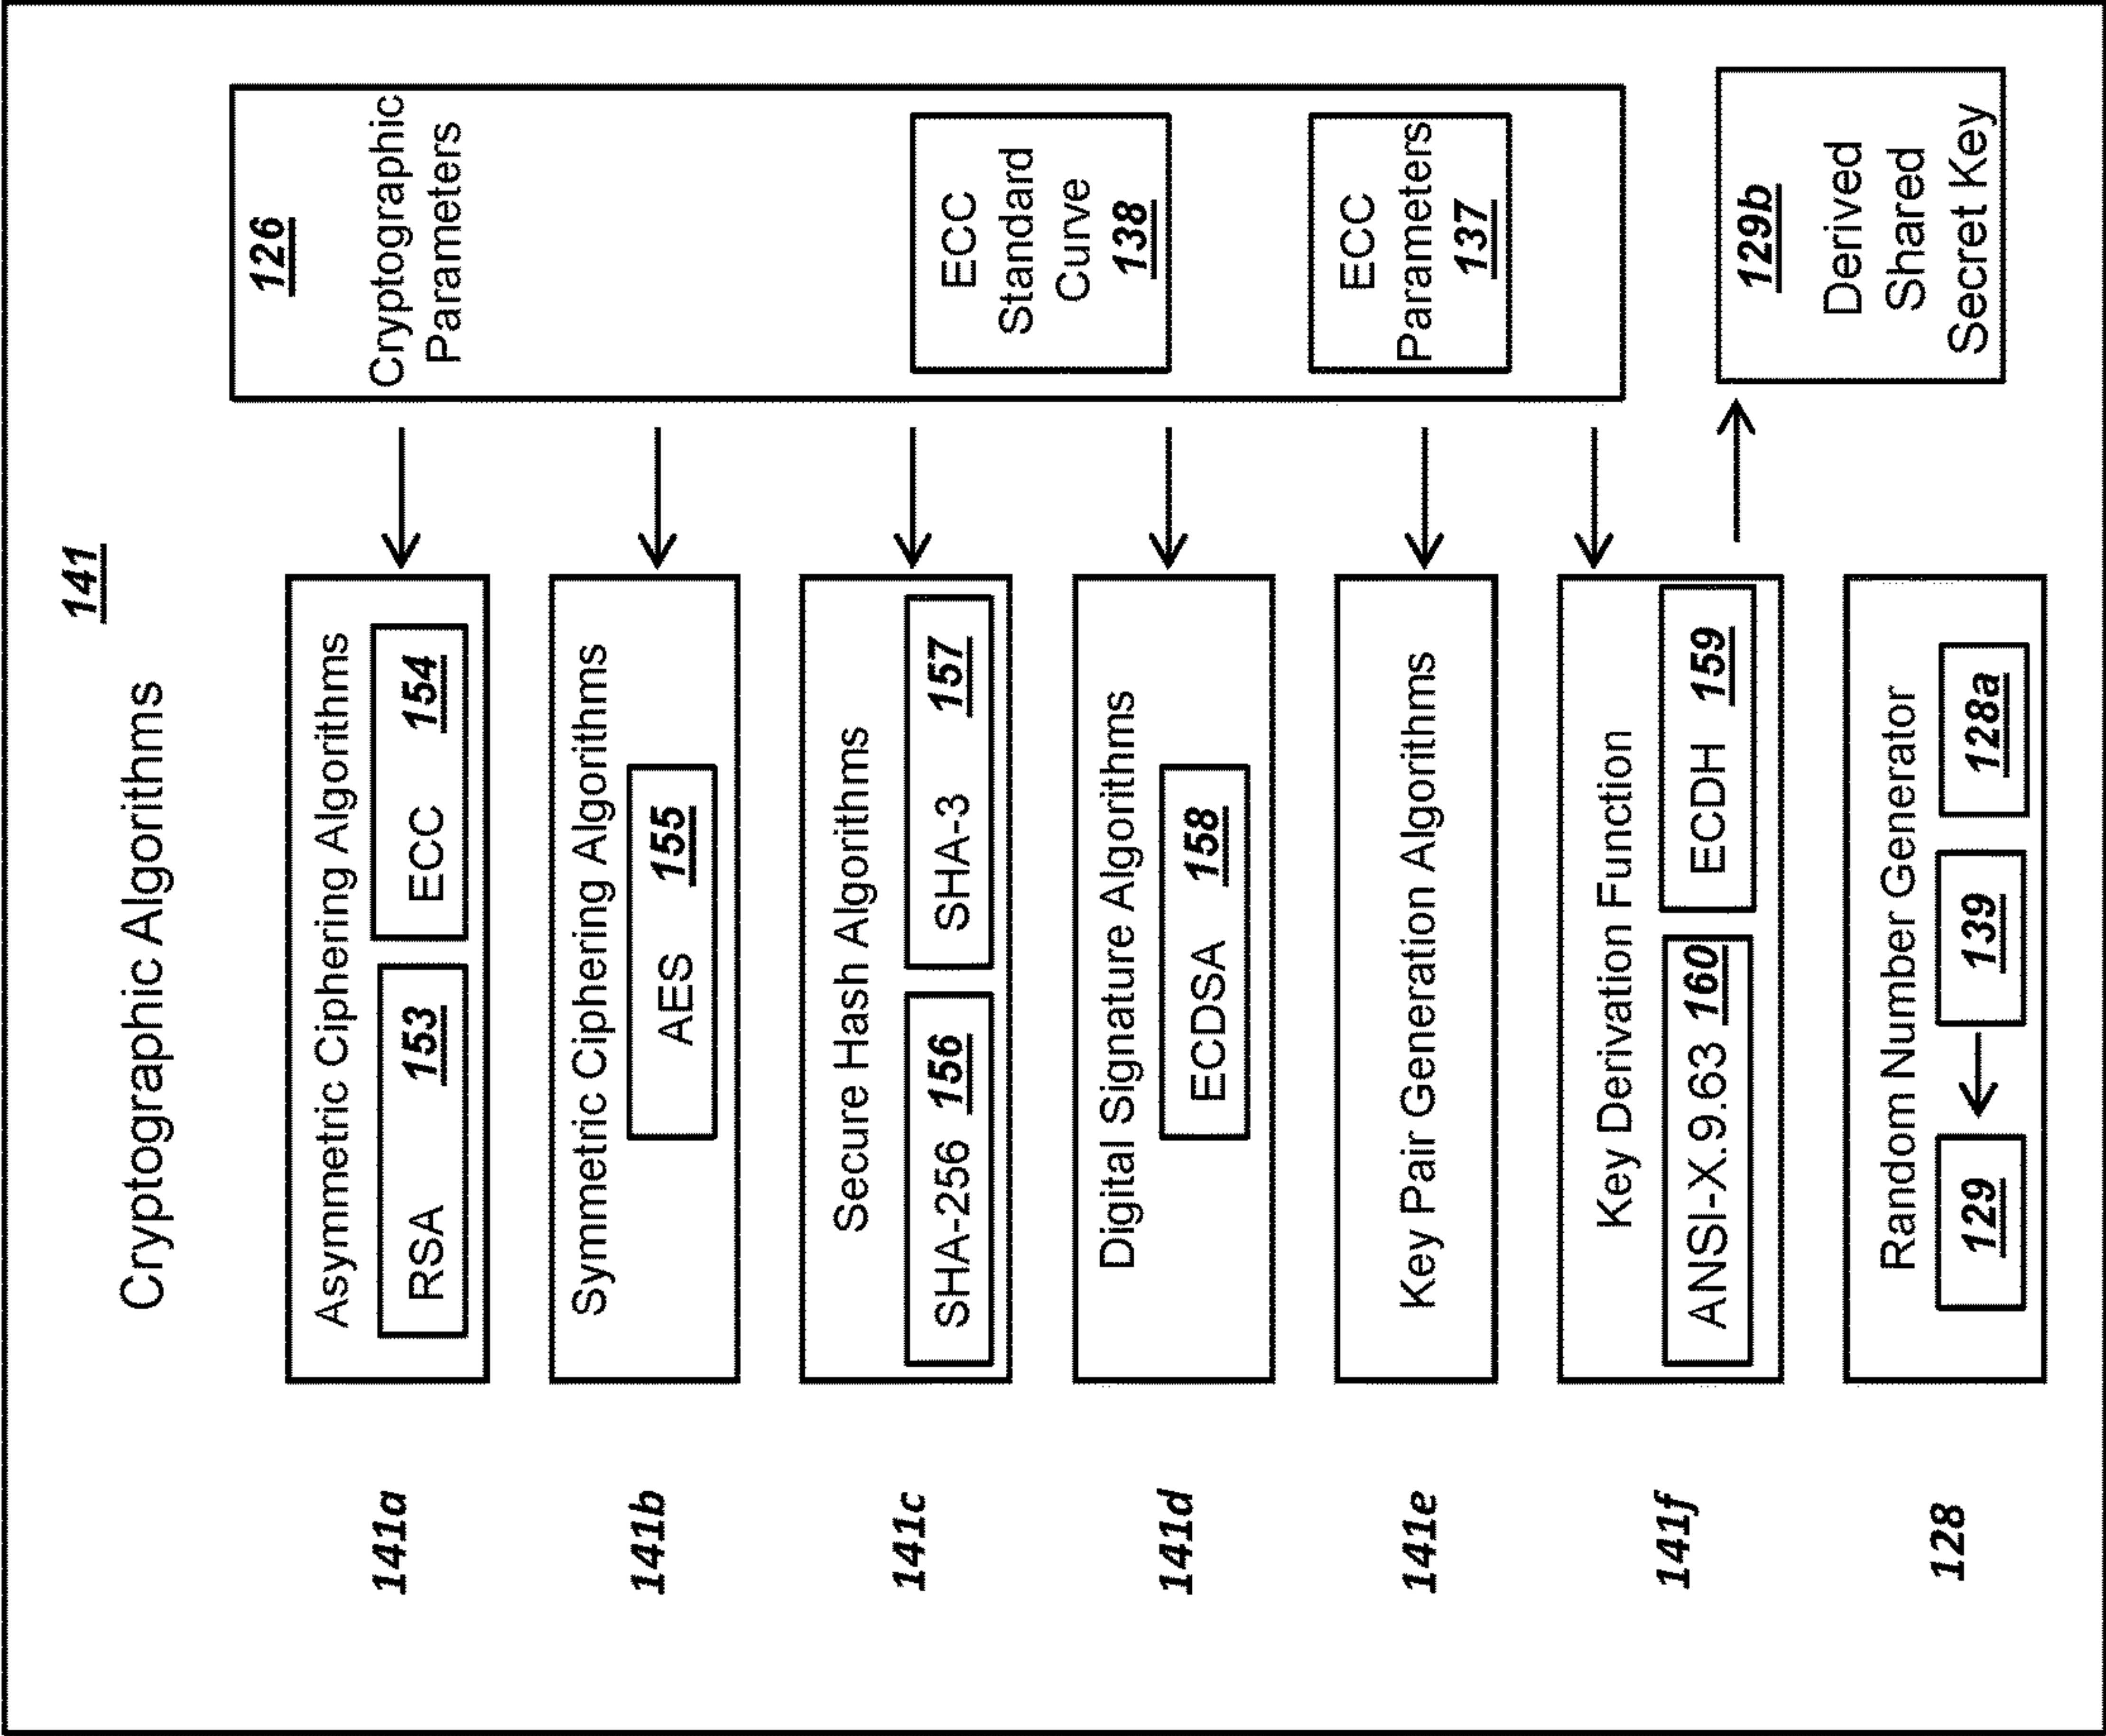 141
Cryptographic Algorithms
141a
Asymmetric Ciphering Algorithms
RSA 153
ECC 154
141b
Symmetric Ciphering Algorithms
AES 155
141c
Secure Hash Algorithms
SHA-256 156
SHA-3 157
141d
Digital Signature Algorithms
ECDSA 158
141e
Key Pair Generation Algorithms
141f
Key Derivation Function
ANSI-X.9.63 160
ECDH 159
128
Random Number Generator
129
139
128a
126
Cryptographic
Parameters
ECC
Standard
Curve
138
ECC
Parameters
137
129b
Derived
Shared
Secret Key